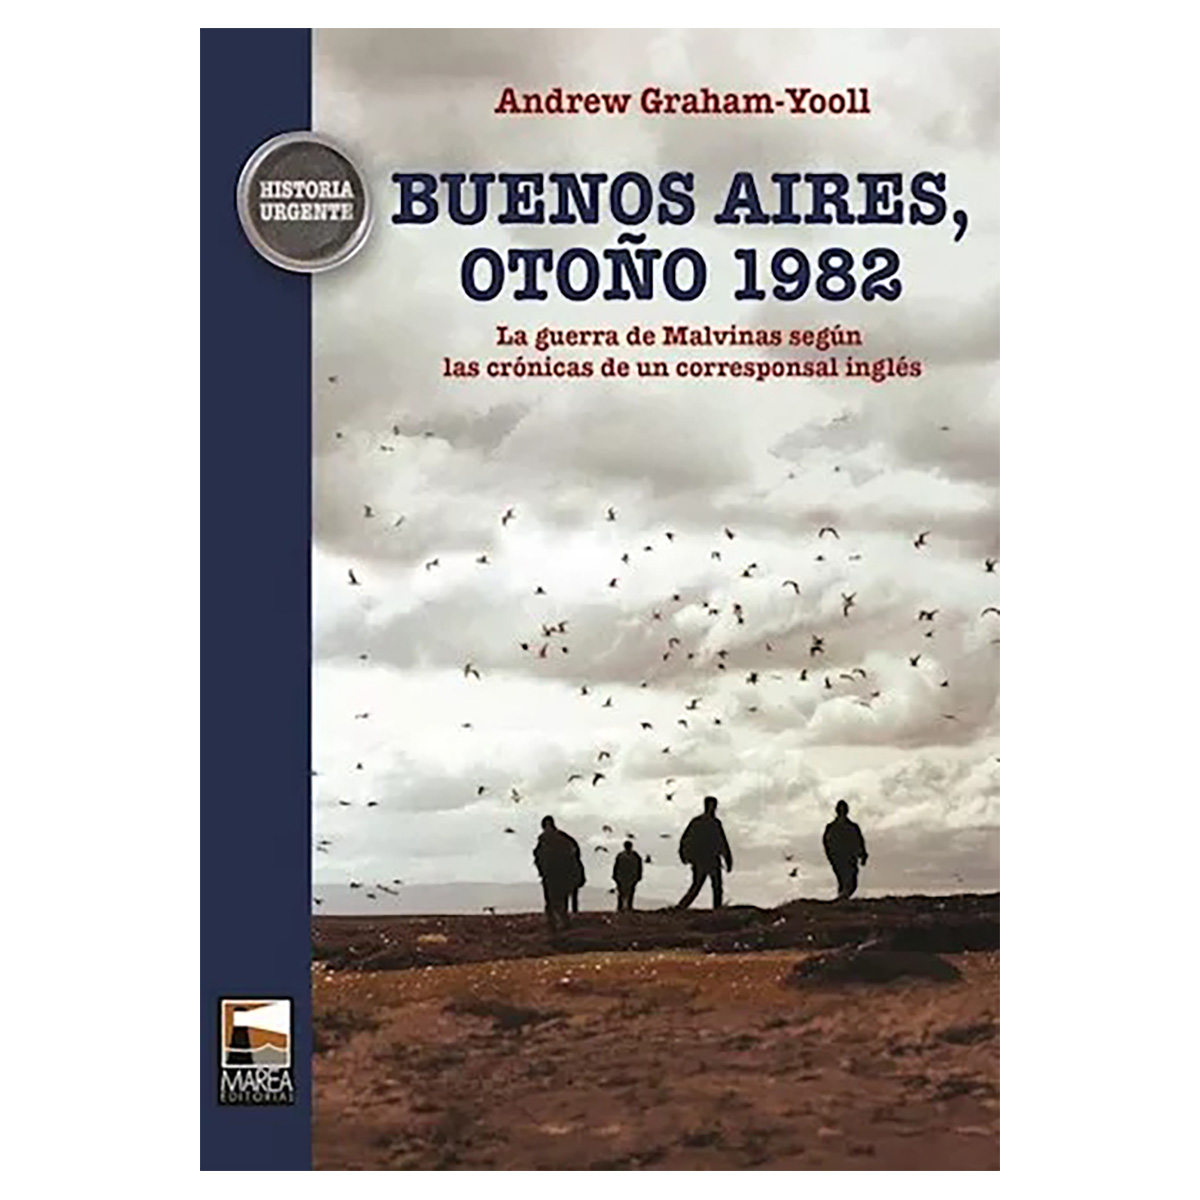 Andrew Graham-Yooll
HISTORIA
URGENTE
BUENOS AIRES,
OTOÑO 1982
La guerra de Malvinas según
las crónicas de un corresponsal inglés
MAREA
EDITORIAL